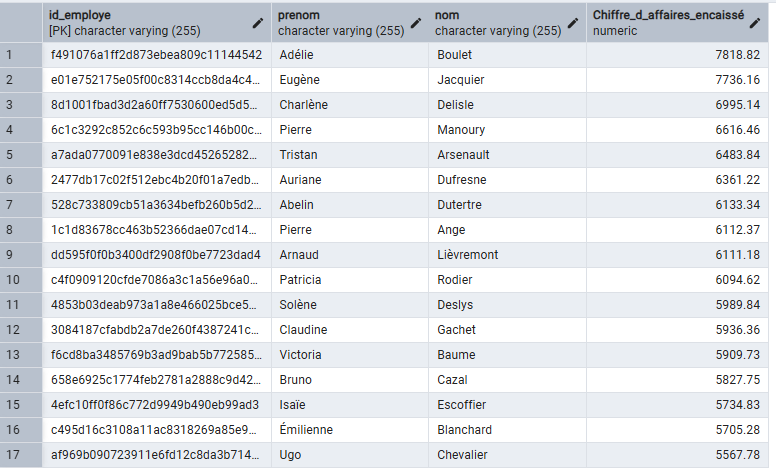 id_employe prenom nom Chiffre_d_affaires_encaissé
[PK] character varying (255) character varying (255) character varying (255) numeric
1 f491076a1ff2d873ebea809c11144542 Adélie Boulet 7818.82
2 e01e752175e05f00c8314ccb8da4c4... Eugène Jacquier 7736.16
3 8d1001fbad3d2a60ff7530600ed5d5... Charlène Delisle 6995.14
4 6c1c3292c852c6c593b95cc146b00c... Pierre Manoury 6616.46
5 a7ada0770091e838e3dcd45265282... Tristan Arsenault 6483.84
6 2477db17c02f512ebc4b20f01a7edb... Auriane Dufresne 6361.22
7 528c733809cb51a3634befb260b5d2... Abelin Dutertre 6133.34
8 1c1d83678cc463b52366dae07cd14... Pierre Ange 6112.37
9 dd595f0f0b3400df2908f0be7723dad4 Arnaud Lièvremont 6111.18
10 c4f0909120cfde7086a3c1a56e96a0... Patricia Rodier 6094.62
11 4853b03deab973a1a8e466025bce5... Solène Deslys 5989.84
12 3084187cfabdb2a7de260f4387241c... Claudine Gachet 5936.36
13 f6cd8ba3485769b3ad9bab5b772585... Victoria Baume 5909.73
14 658e6925c1774feb2781a2888c9d42... Bruno Cazal 5827.75
15 4efc10ff0f86c772d9949b490eb99ad3 Isaïe Escoffier 5734.83
16 c495d16c3108a11ac8318269a85e9... Émilienne Blanchard 5705.28
17 af969b090723911e6fd12c8da3b714... Ugo Chevalier 5567.78